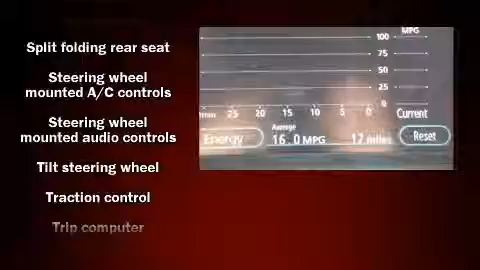 Split folding rear seat
Steering wheel
mounted A/C controls
Steering wheel
mounted audio controls
Tilt steering wheel
Traction control
Trip computer
MPG
100
75
50
25
0
25 20 15 10 5 0
Current
Energy
Average
16.0 MPG
12 miles
Reset